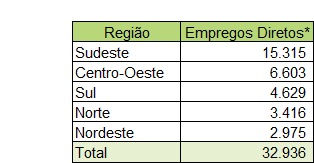 Região Empregos Diretos*
Sudeste 15.315
Centro-Oeste 6.603
Sul 4.629
Norte 3.416
Nordeste 2.975
Total 32.936